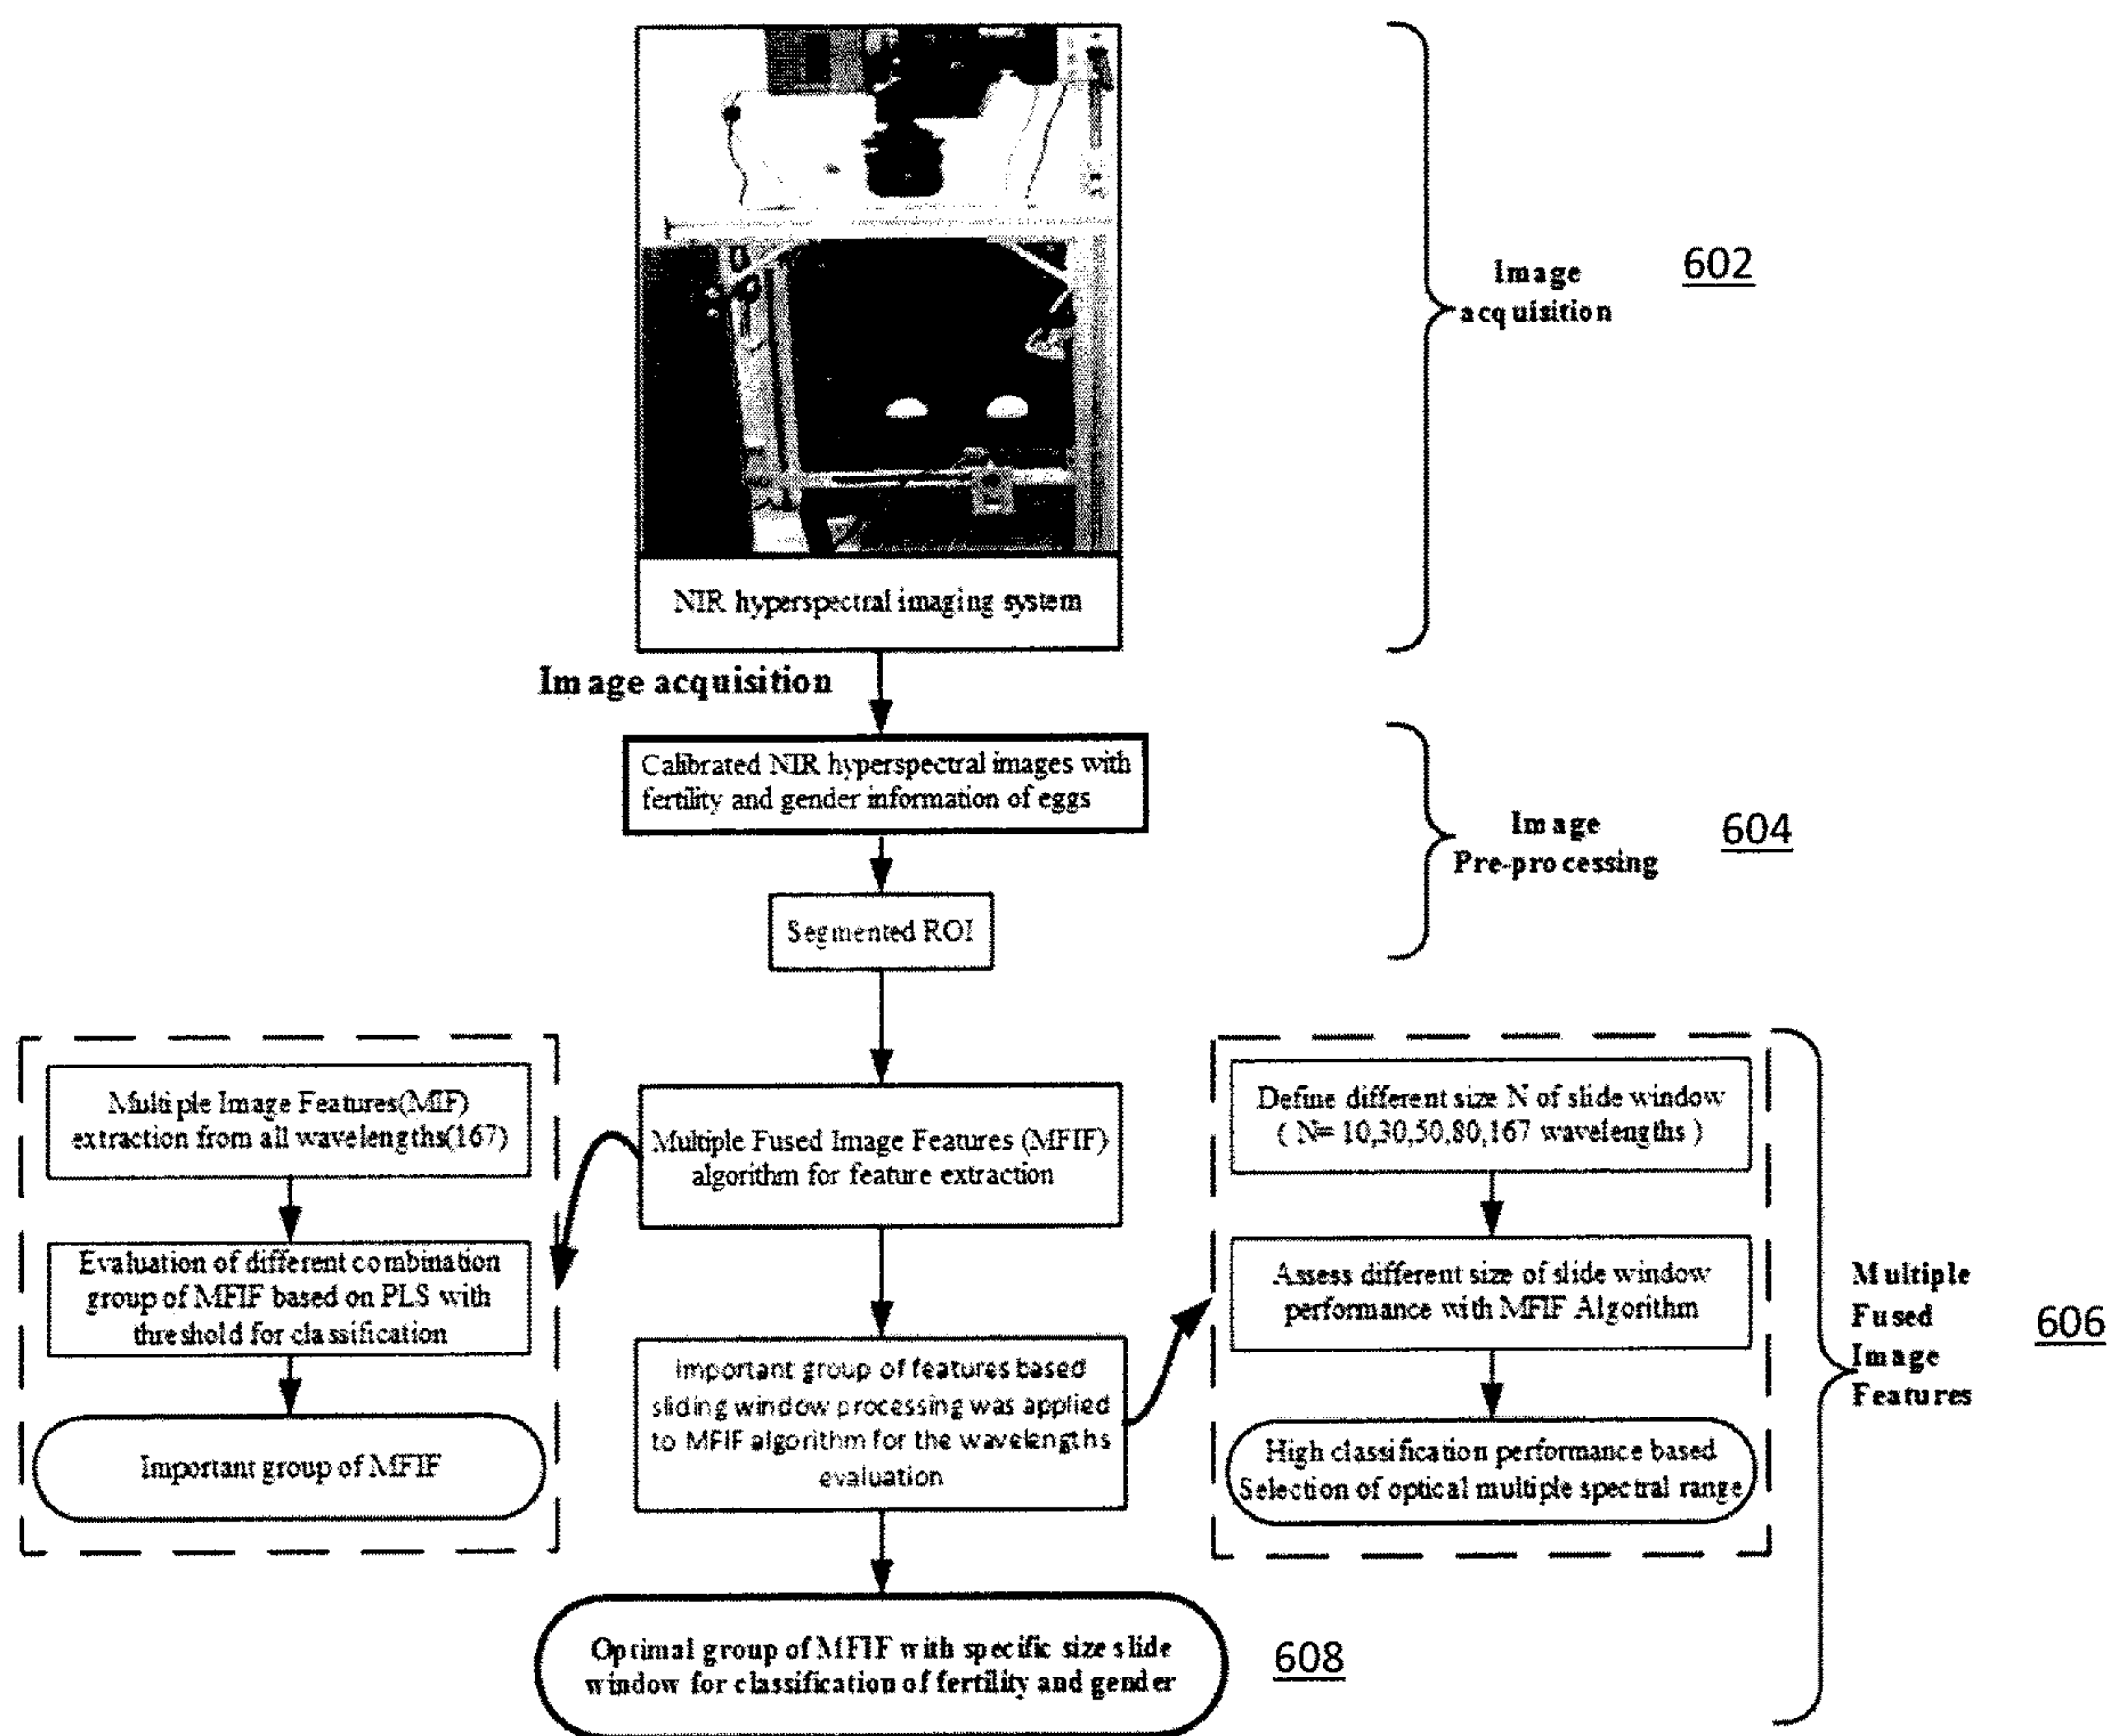 Image
acquisition
602
NIR hyperspectral imaging system
Image acquisition
Calibrated NIR hyperspectral images with
fertility and gender information of eggs
Image
Pre-processing
604
Segmented ROI
Multiple Image Features(MIF)
extraction from all wavelengths(167)
Evaluation of different combination
group of MFIF based on PLS with
threshold for classification
Important group of MFIF
Multiple Fused Image Features (MFIF)
algorithm for feature extraction
Important group of features based
sliding window processing was applied
to MFIF algorithm for the wavelengths
evaluation
Define different size N of slide window
( N= 10,30,50,80,167 wavelengths )
Assess different size of slide window
performance with MFIF Algorithm
High classification performance based
Selection of optical multiple spectral range
Multiple
Fused
Image
Features
606
Optimal group of MFIF with specific size slide
window for classification of fertility and gender
608